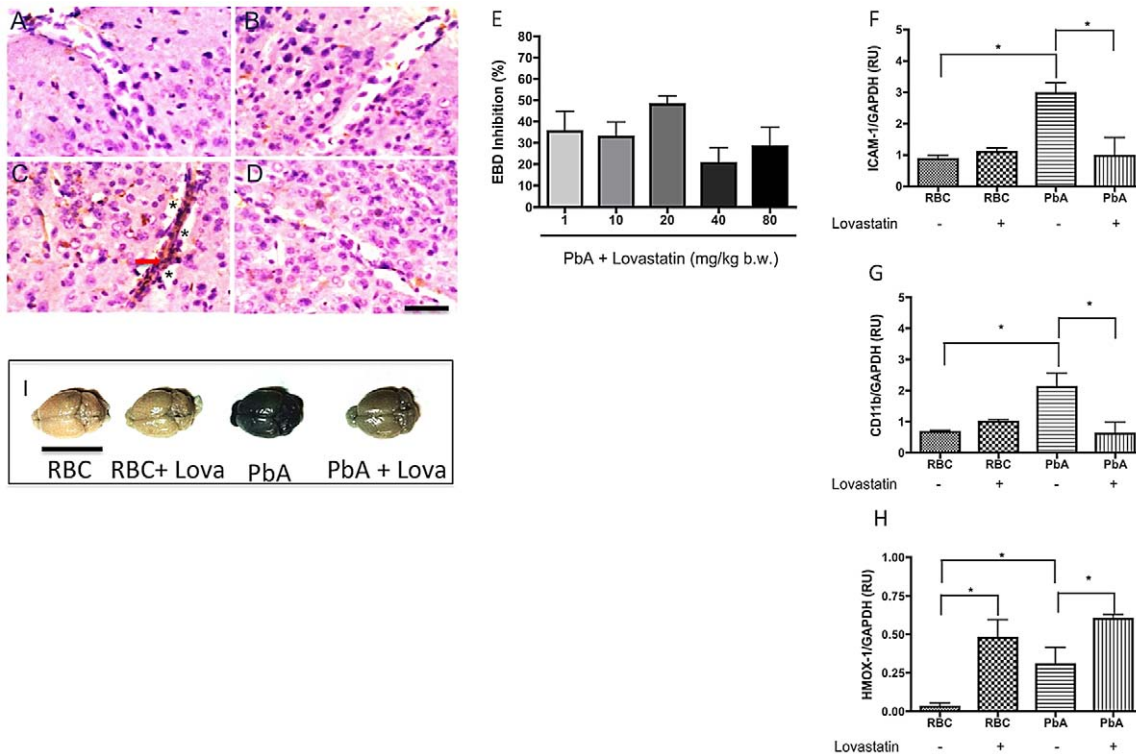 A
B
C
*
*
*
D
E
EBD Inhibition (%)
80
70
60
50
40
30
20
10
0
1 10 20 40 80
PbA + Lovastatin (mg/kg b.w.)
F
ICAM-1/GAPDH (RU)
5
4
3
2
1
0
*
*
RBC RBC PbA PbA
Lovastatin - + - +
G
CD11b/GAPDH (RU)
5
4
3
2
1
0
*
*
RBC RBC PbA PbA
Lovastatin - + - +
H
HMOX-1/GAPDH (RU)
1.00
0.75
0.50
0.25
0.00
*
*
*
RBC RBC PbA PbA
Lovastatin - + - +
I
RBC RBC+ Lova PbA PbA + Lova